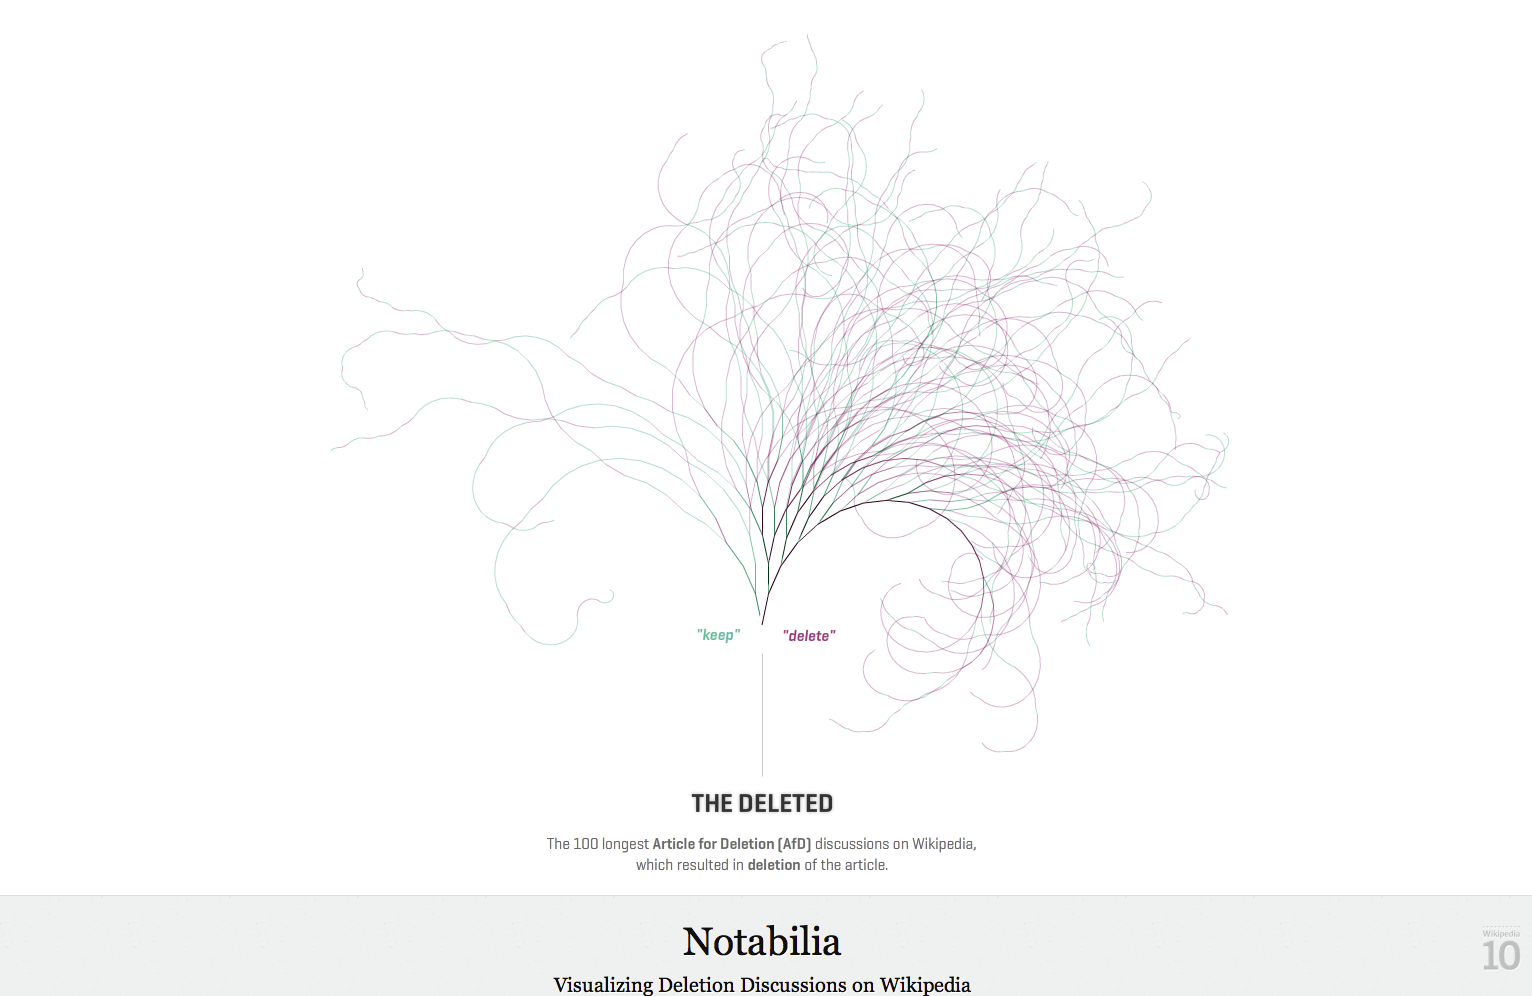 "keep" "delete"
THE DELETED
The 100 longest Article for Deletion (AfD) discussions on Wikipedia,
which resulted in deletion of the article.
Notabilia
Wikipedia
10
Visualizing Deletion Discussions on Wikipedia